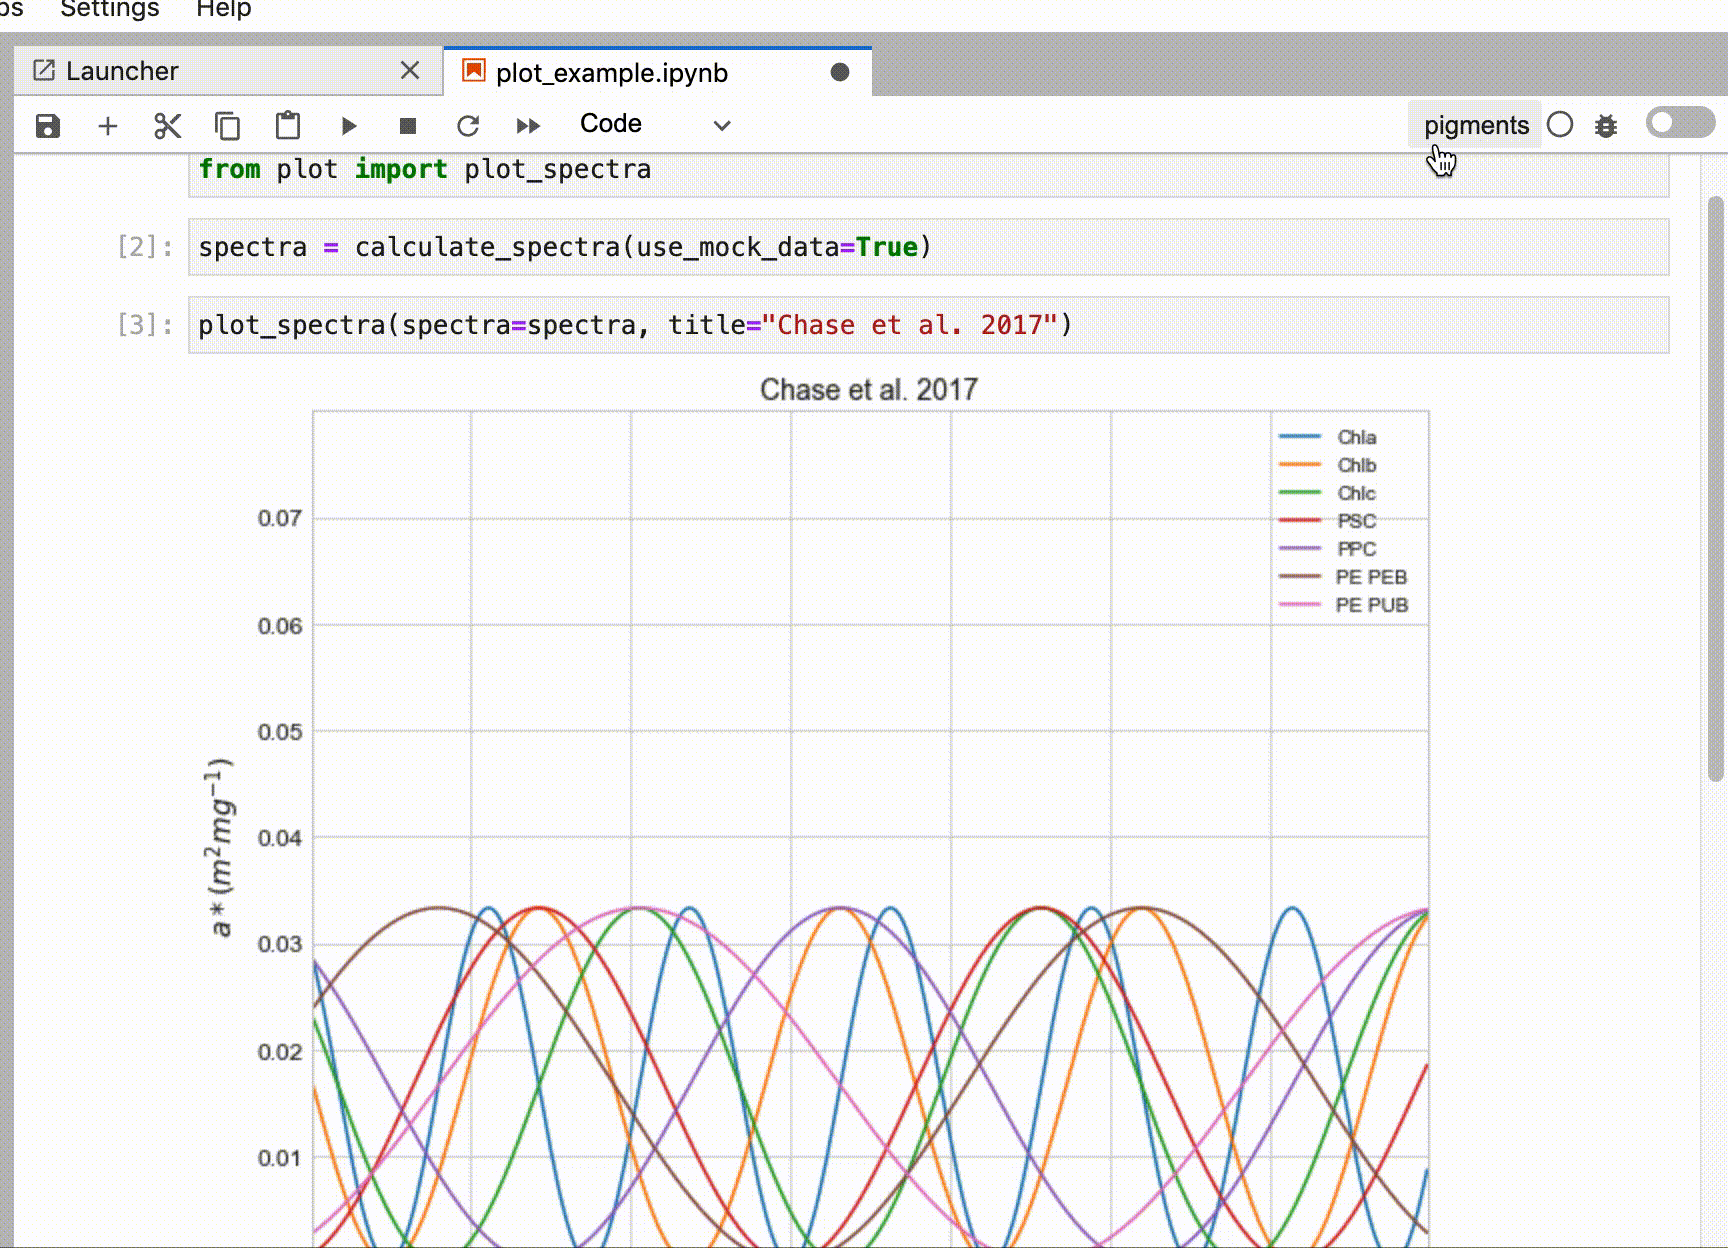 Settings Help
Launcher
plot_example.ipynb
Code
pigments
from plot import plot_spectra
[2]: spectra = calculate_spectra(use_mock_data=True)
[3]: plot_spectra(spectra=spectra, title="Chase et al. 2017")
Chase et al. 2017
Chla
Chlb
Chlc
PSC
PPC
PE PEB
PE PUB
0.07
0.06
0.05
0.04
0.03
0.02
0.01
a* (m²mg⁻¹)